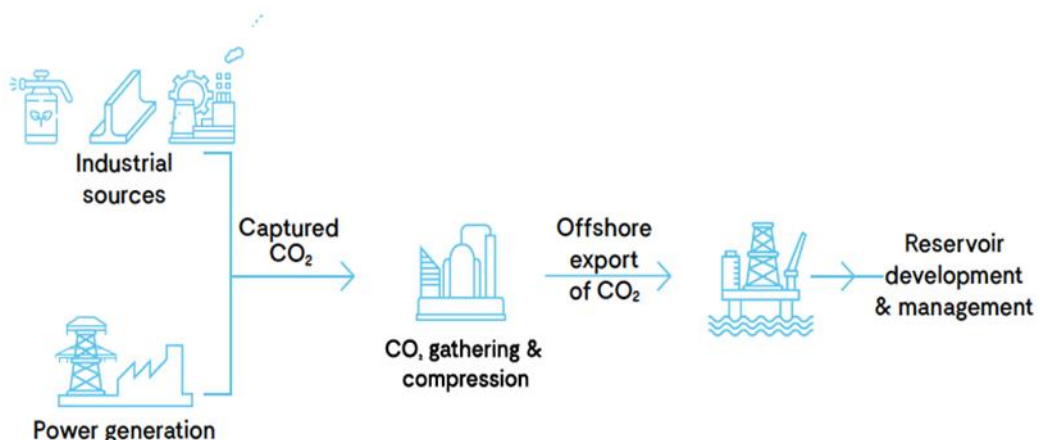 Industrial
sources
Captured
CO₂
Offshore
export
of CO₂
Reservoir
development
& management
CO, gathering &
compression
Power generation